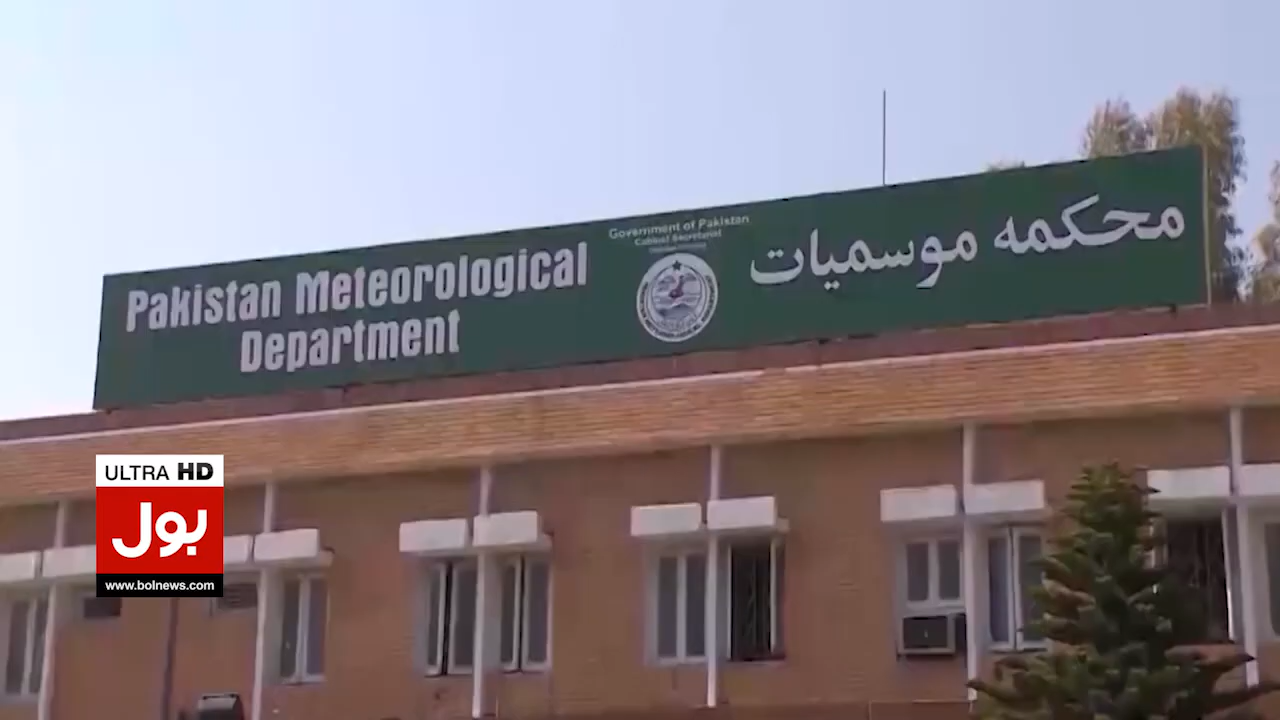 Government of Pakistan
Cabinet Secretariat
Pakistan Meteorological
Department
محکمہ موسمیات
ULTRA HD
بول
www.bolnews.com